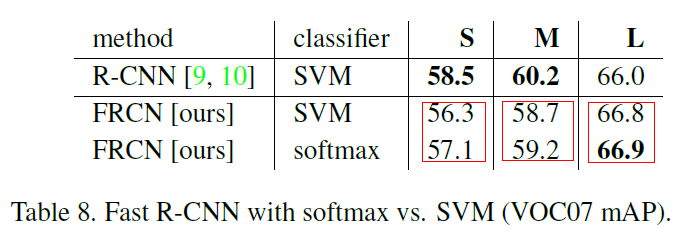 method classifier S M L
R-CNN [9, 10] SVM 58.5 60.2 66.0
FRCN [ours] SVM 56.3 58.7 66.8
FRCN [ours] softmax 57.1 59.2 66.9
Table 8. Fast R-CNN with softmax vs. SVM (VOC07 mAP).